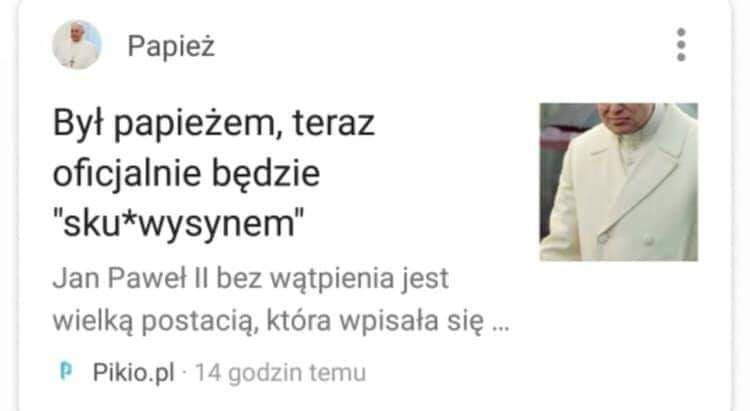 Papież
Był papieżem, teraz
oficjalnie będzie
"sku*wysynem"
Jan Paweł II bez wątpienia jest
wielką postacią, która wpisała się ...
Pikio.pl · 14 godzin temu